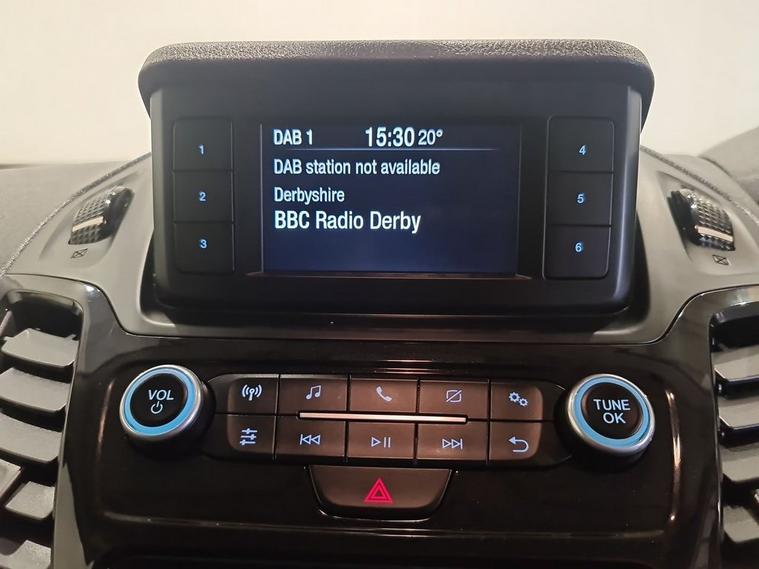 DAB 1 15:30 20°
DAB station not available
Derbyshire
BBC Radio Derby
1
2
3
4
5
6
VOL
TUNE
OK